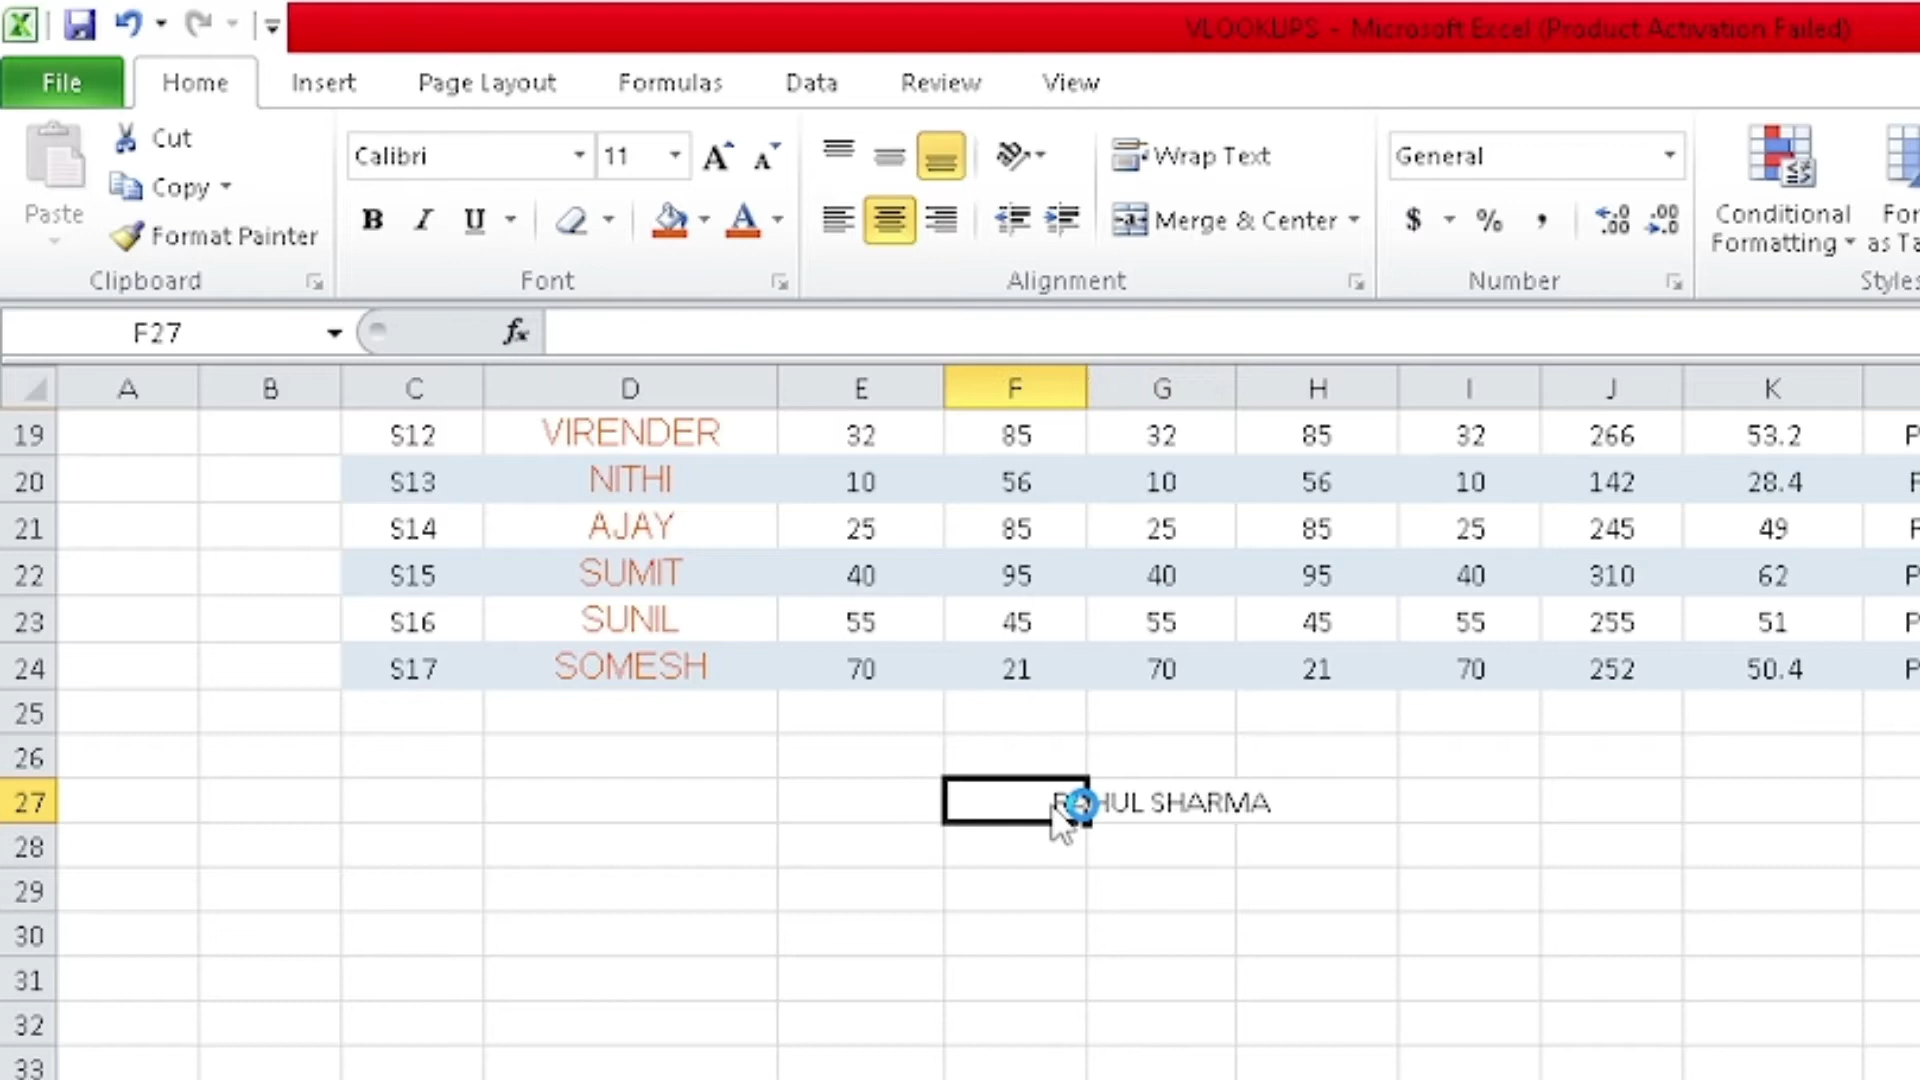 VLOOKUPS - Microsoft Excel (Product Activation Failed)
File Home Insert Page Layout Formulas Data Review View
Cut
Copy
Format Painter
Paste
Clipboard
Calibri 11
B I U
Font
Wrap Text
Merge & Center
Alignment
General
$ % ,
Number
Conditional Formatting
as
Styles
F27 fx
A B C D E F G H I J K
19 S12 VIRENDER 32 85 32 85 32 266 53.2
20 S13 NITHI 10 56 10 56 10 142 28.4
21 S14 AJAY 25 85 25 85 25 245 49
22 S15 SUMIT 40 95 40 95 40 310 62
23 S16 SUNIL 55 45 55 45 55 255 51
24 S17 SOMESH 70 21 70 21 70 252 50.4
25
26
27 RAHUL SHARMA
28
29
30
31
32
33